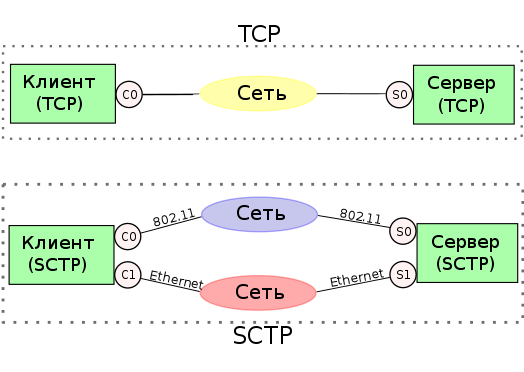 TCP
Клиент
(TCP)
C0
Сеть
S0
Сервер
(TCP)
Клиент
(SCTP)
C0
802.11
Сеть
802.11
S0
Сервер
(SCTP)
C1
Ethernet
Сеть
Ethernet
S1
SCTP